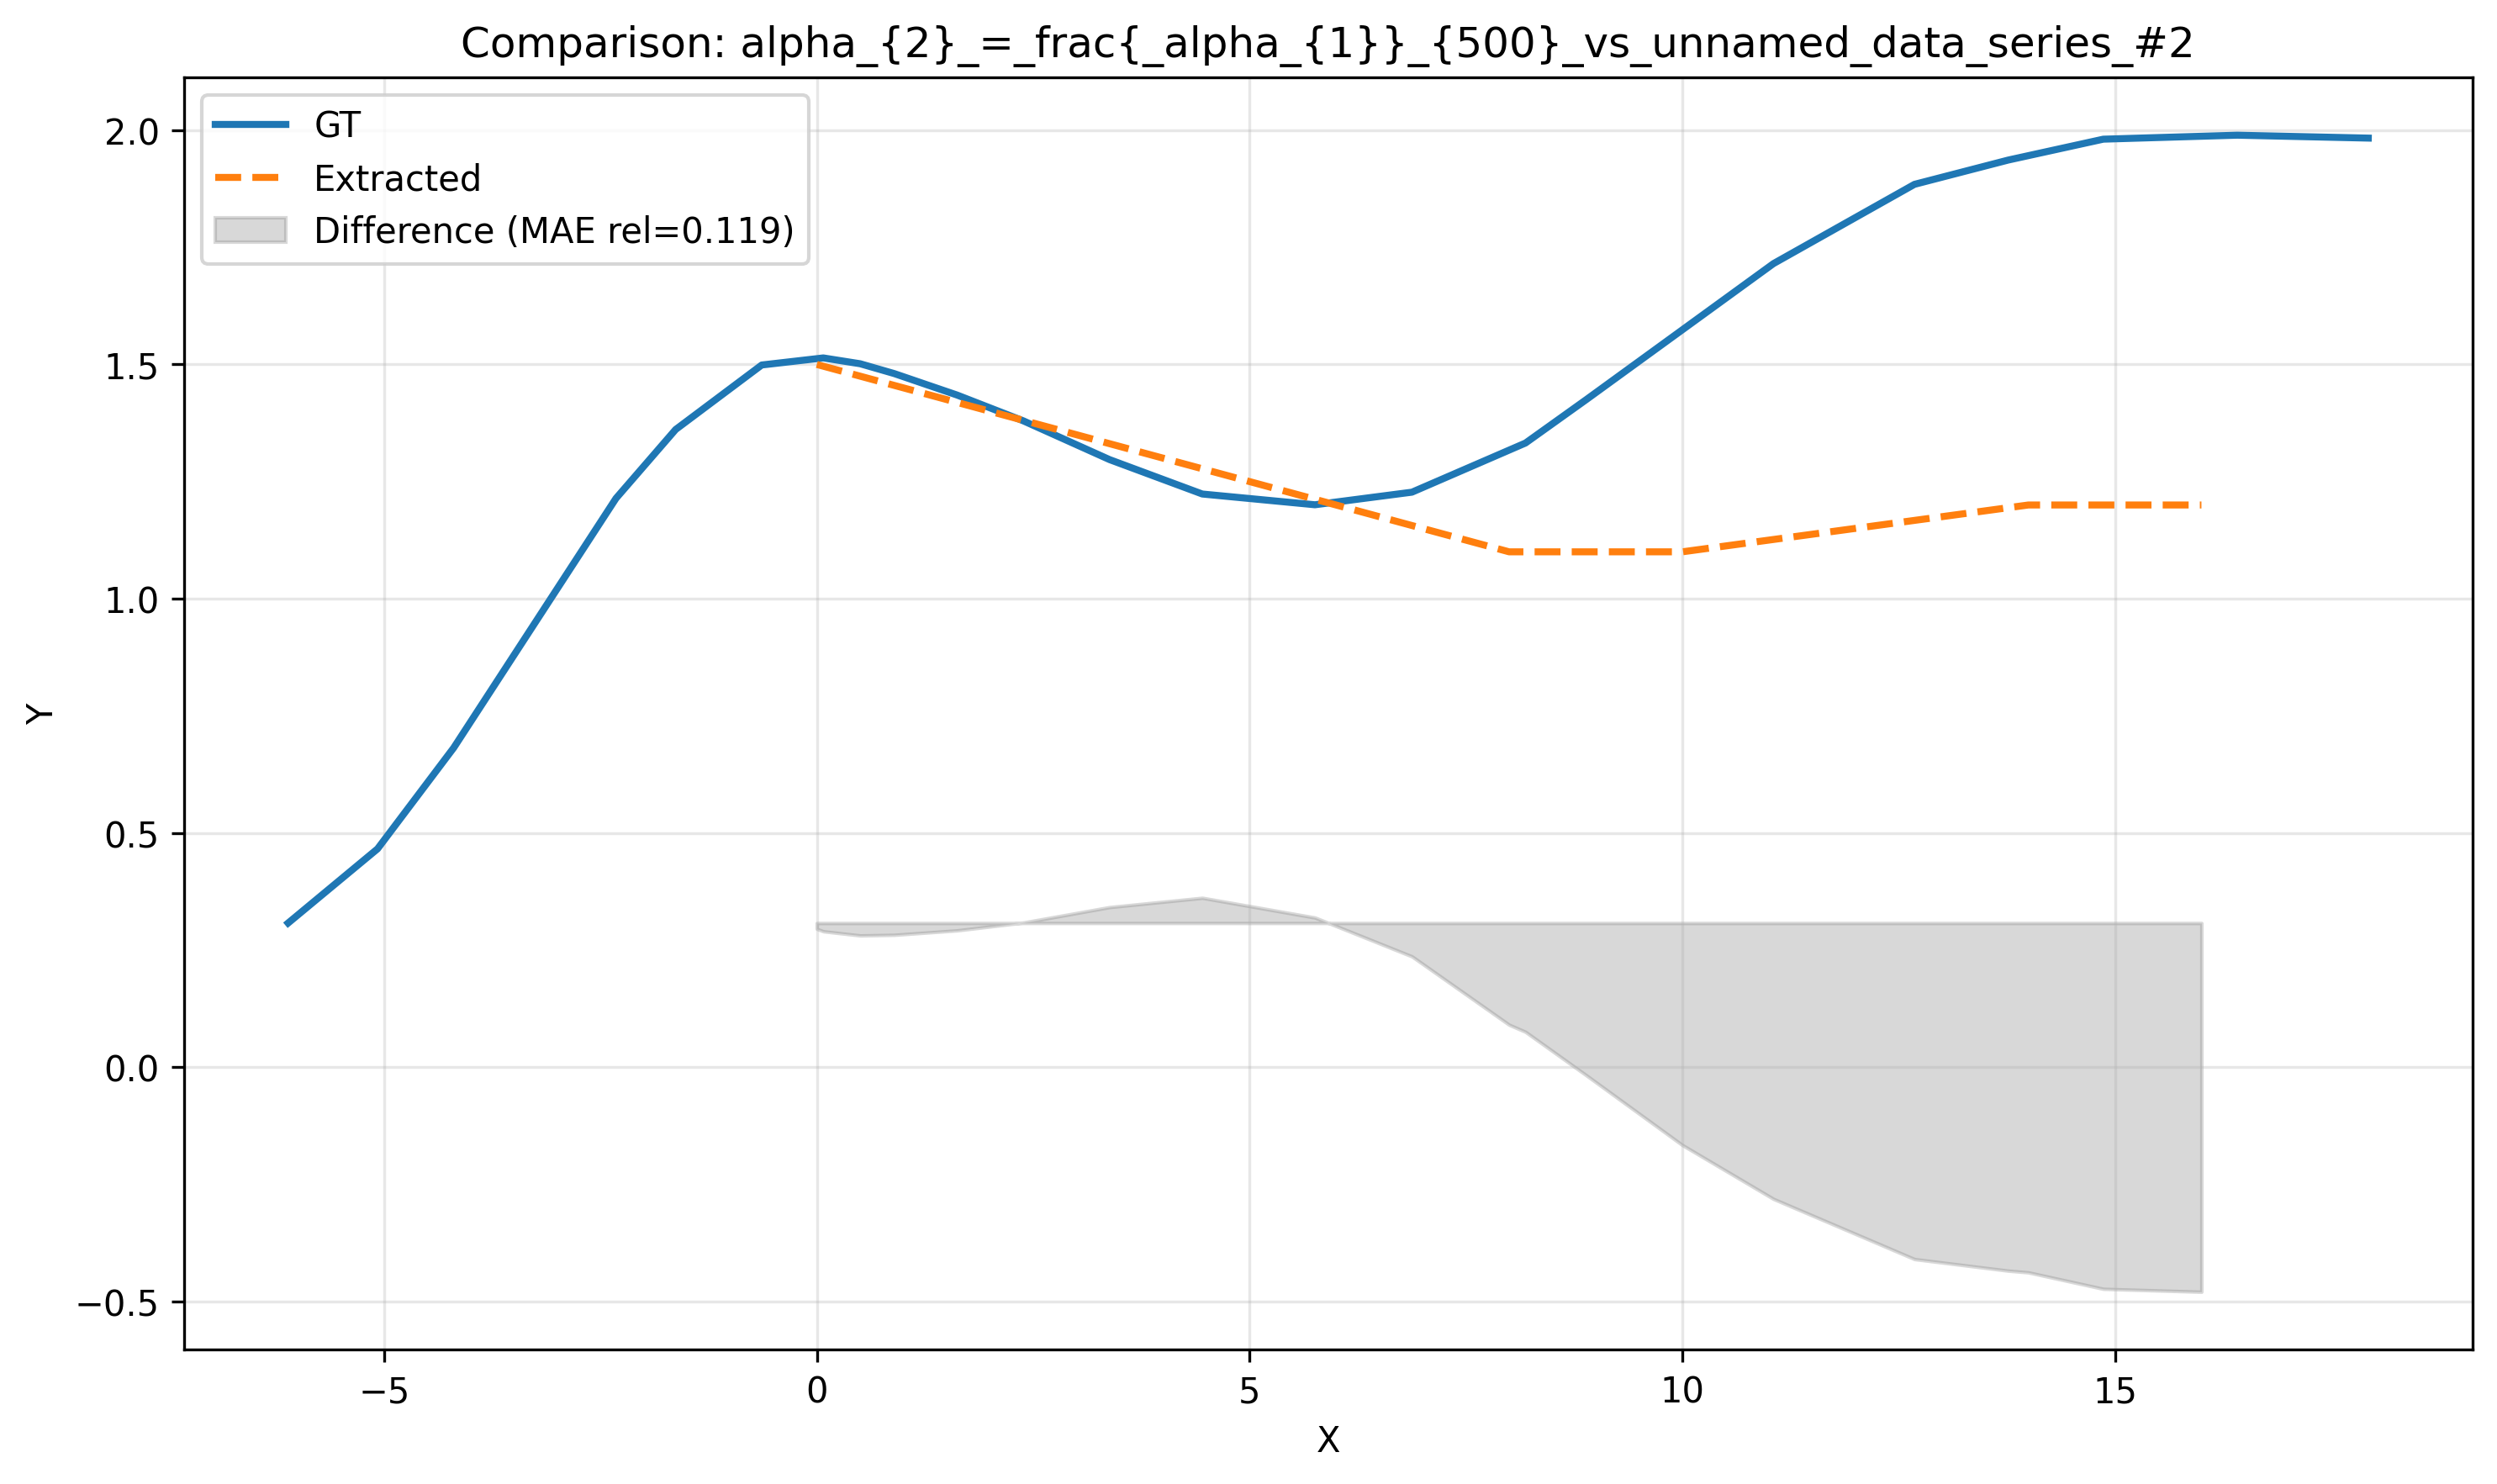 Comparison: alpha_{2}_=_frac{_alpha_{1}}_{500}_vs_unnamed_data_series_#2
GT
Extracted
Difference (MAE rel=0.119)
2.0
1.5
1.0
0.5
0.0
−0.5
Y
−5
0
5
10
15
X